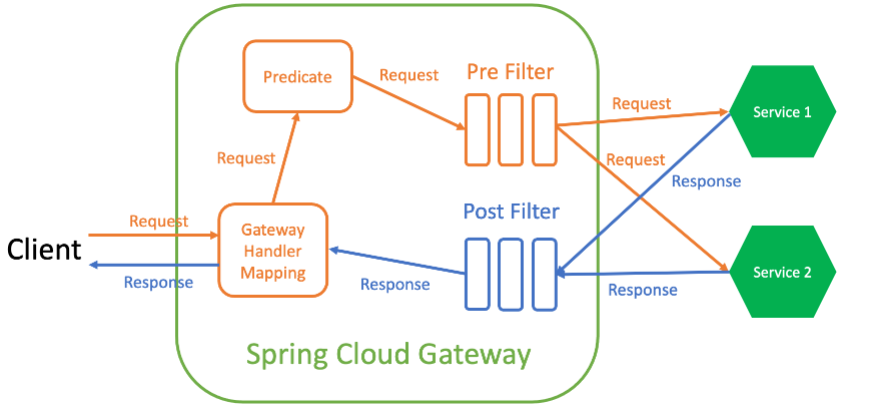 Predicate
Request
Pre Filter
Request
Service 1
Request
Request
Response
Request
Gateway
Handler
Mapping
Post Filter
Client
Response
Response
Response
Service 2
Spring Cloud Gateway